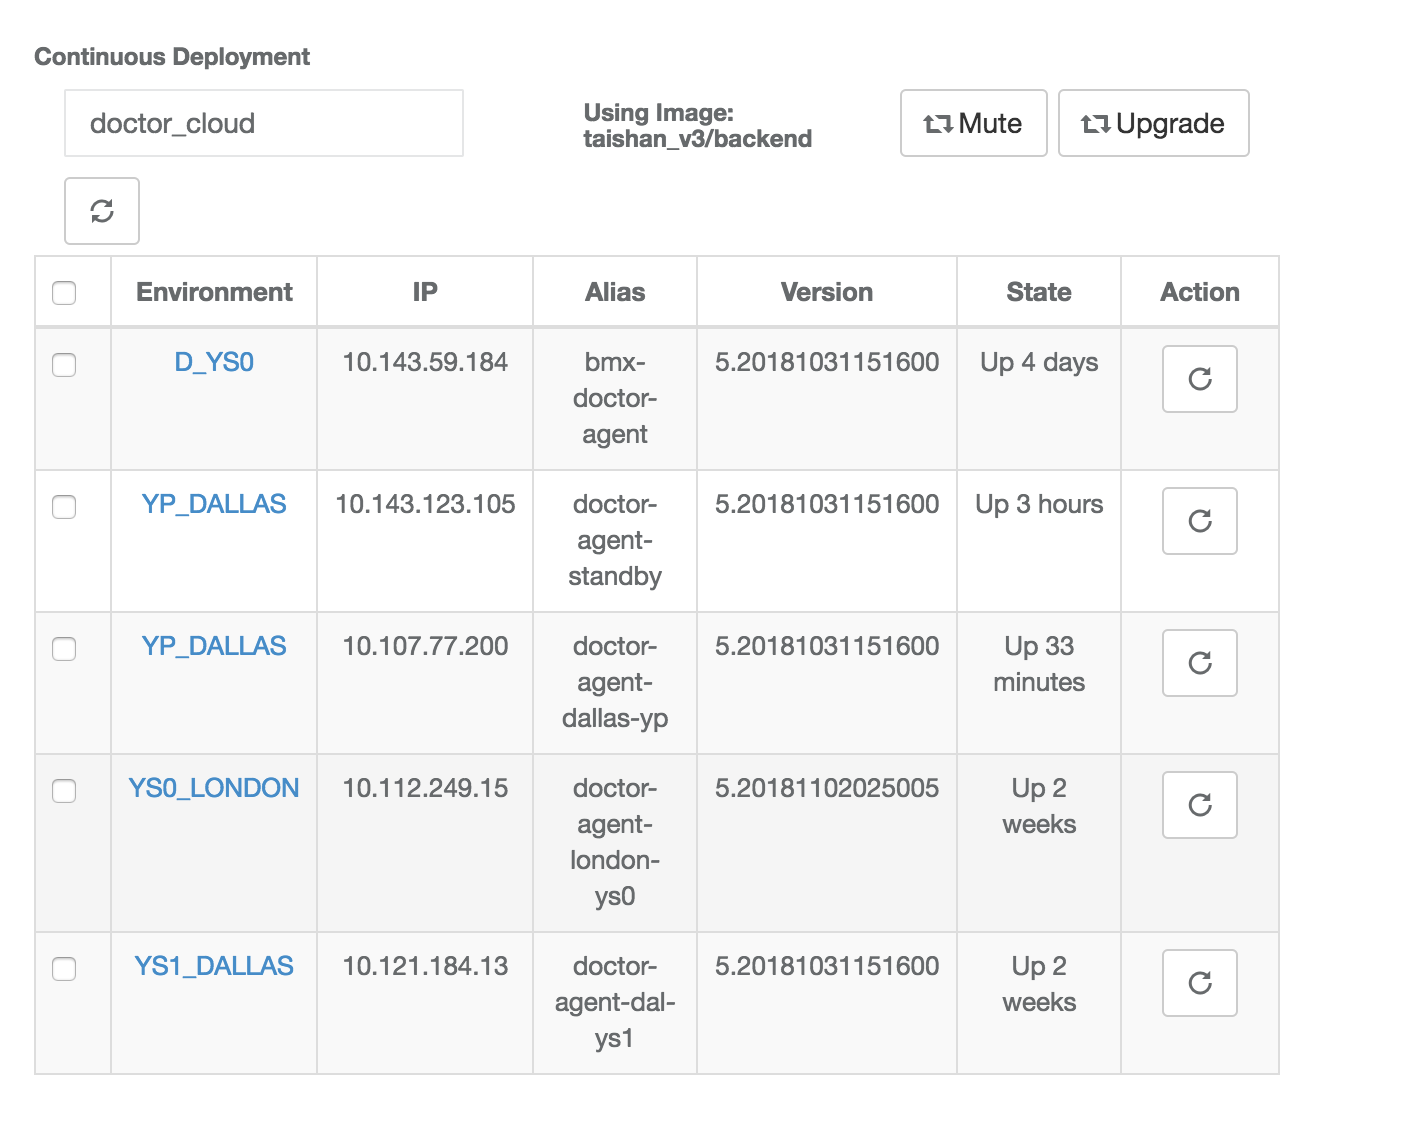 Continuous Deployment
doctor_cloud
Using Image:
taishan_v3/backend
Mute
Upgrade
Environment IP Alias Version State Action
D_YS0 10.143.59.184 bmx- 5.20181031151600 Up 4 days
doctor-
agent
YP_DALLAS 10.143.123.105 doctor- 5.20181031151600 Up 3 hours
agent-
standby
YP_DALLAS 10.107.77.200 doctor- 5.20181031151600 Up 33
agent- minutes
dallas-yp
YS0_LONDON 10.112.249.15 doctor- 5.20181102025005 Up 2
agent- weeks
london-
ys0
YS1_DALLAS 10.121.184.13 doctor- 5.20181031151600 Up 2
agent-dal- weeks
ys1